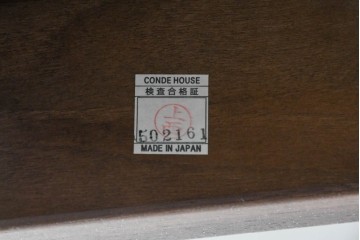 CONDE HOUSE
検査合格証
502161
MADE IN JAPAN